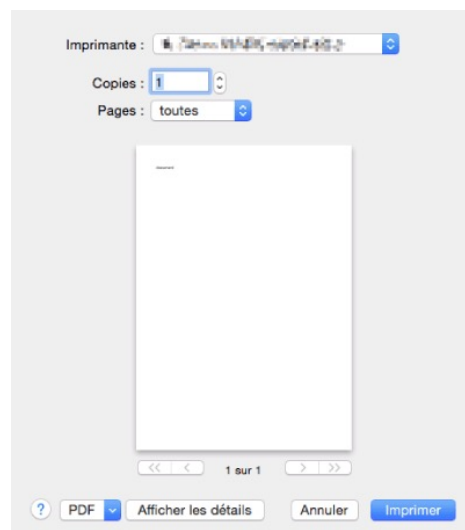 Imprimante :
Copies : 1
Pages : toutes
1 sur 1
? PDF Afficher les détails Annuler Imprimer